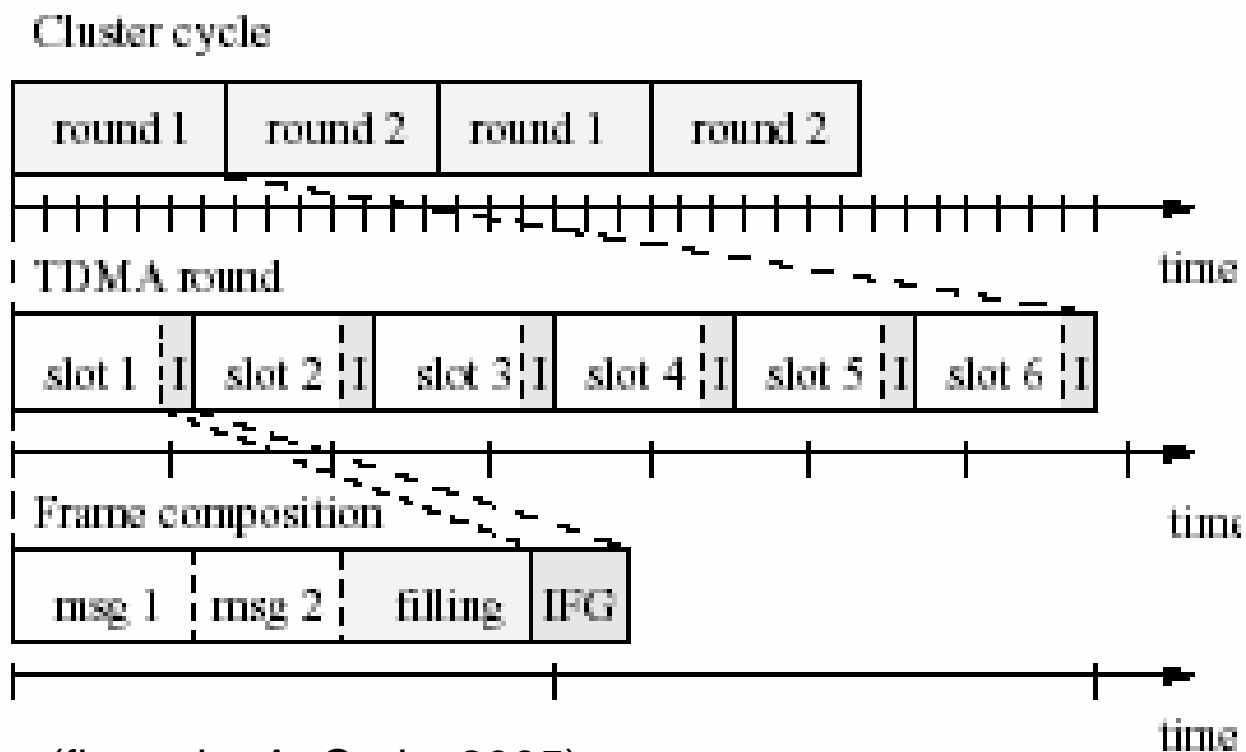 Cluster cycle
round 1 round 2 round 1 round 2
time
TDMA round
slot 1 I slot 2 I slot 3 I slot 4 I slot 5 I slot 6 I
Frame composition
time
msg 1 msg 2 filling IFG
time